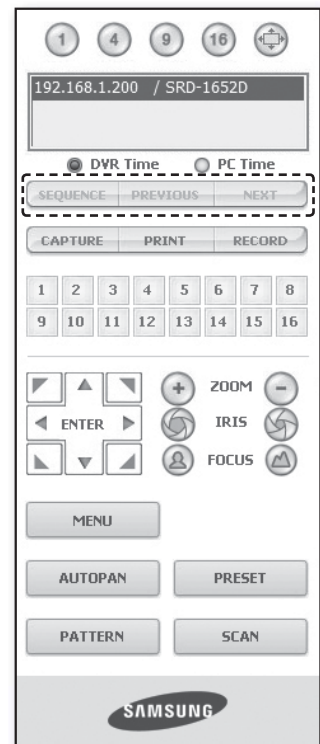 1 4 9 16
192.168.1.200 / SRD-1652D
DVR Time PC Time
SEQUENCE PREVIOUS NEXT
CAPTURE PRINT RECORD
1 2 3 4 5 6 7 8
9 10 11 12 13 14 15 16
ZOOM
ENTER IRIS
FOCUS
MENU
AUTOPAN PRESET
PATTERN SCAN
SAMSUNG